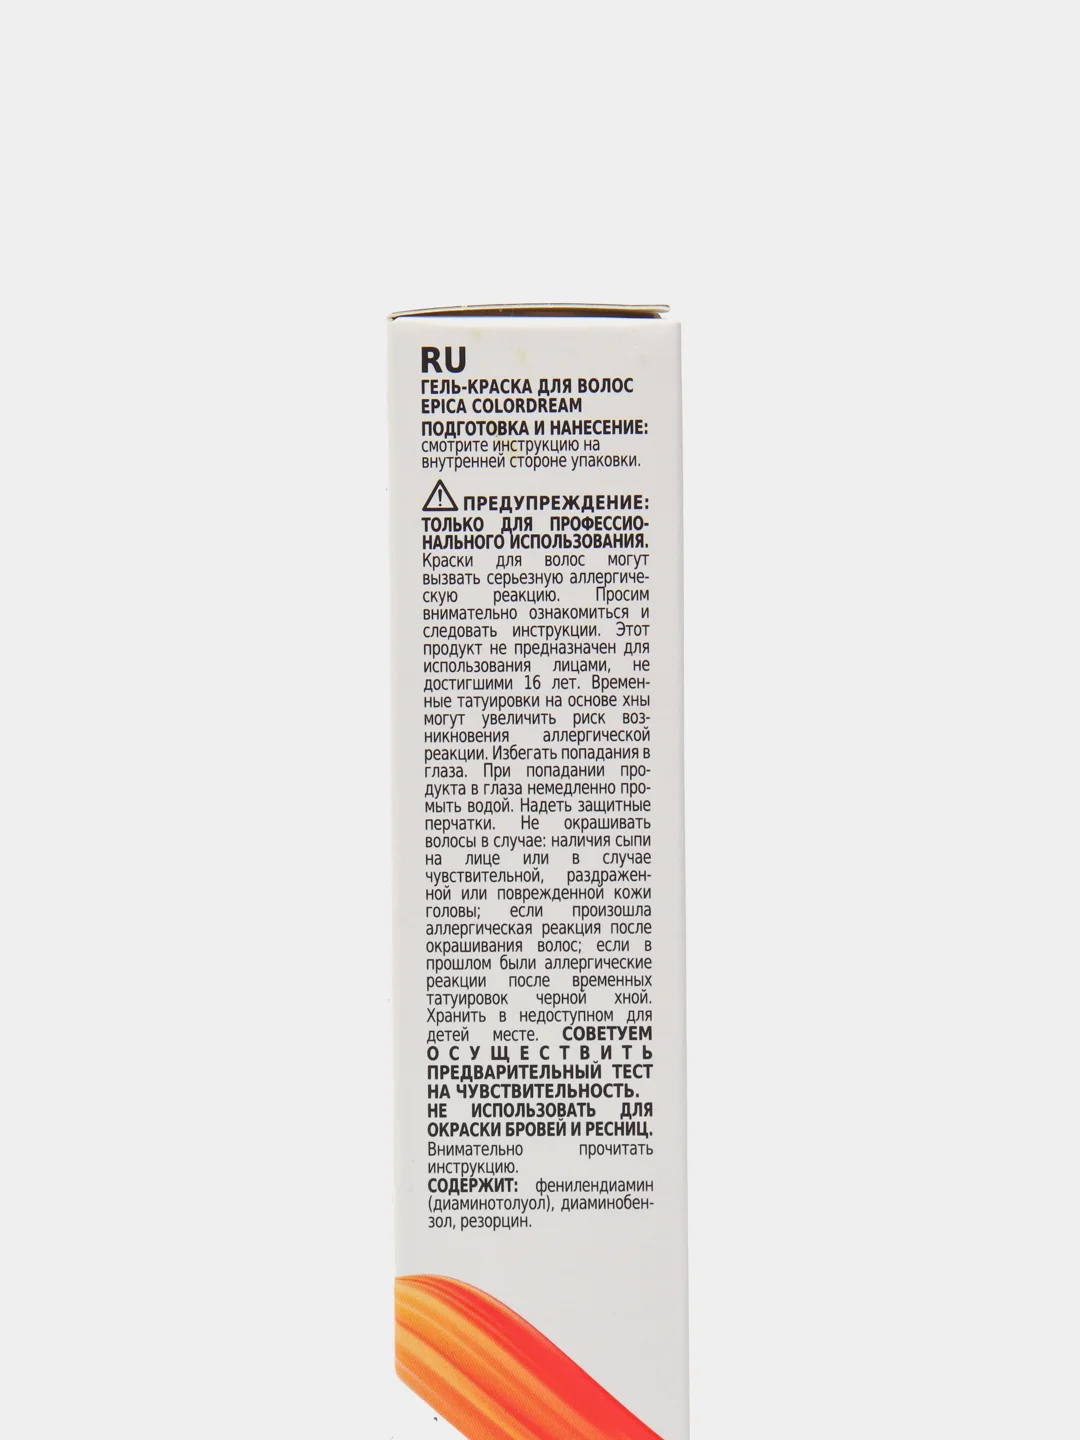 RU
ГЕЛЬ-КРАСКА ДЛЯ ВОЛОС
EPICA COLORDREAM
ПОДГОТОВКА И НАНЕСЕНИЕ:
смотрите инструкцию на
внутренней стороне упаковки.
ПРЕДУПРЕЖДЕНИЕ:
ТОЛЬКО ДЛЯ ПРОФЕССИО-
НАЛЬНОГО ИСПОЛЬЗОВАНИЯ.
Краски для волос могут
вызвать серьезную аллергиче-
скую реакцию. Просим
внимательно ознакомиться и
следовать инструкции. Этот
продукт не предназначен для
использования лицами, не
достигшими 16 лет. Времен-
ные татуировки на основе хны
могут увеличить риск воз-
никновения аллергической
реакции. Избегать попадания в
глаза. При попадании про-
дукта в глаза немедленно про-
мыть водой. Надеть защитные
перчатки. Не окрашивать
волосы в случае: наличия сыпи
на лице или в случае
чувствительной, раздражен-
ной или поврежденной кожи
головы; если произошла
аллергическая реакция после
окрашивания волос; если в
прошлом были аллергические
реакции после временных
татуировок черной хной.
Хранить в недоступном для
детей месте. СОВЕТУЕМ
ОСУЩЕСТВИТЬ
ПРЕДВАРИТЕЛЬНЫЙ ТЕСТ
НА ЧУВСТВИТЕЛЬНОСТЬ.
НЕ ИСПОЛЬЗОВАТЬ ДЛЯ
ОКРАСКИ БРОВЕЙ И РЕСНИЦ.
Внимательно прочитать
инструкцию.
СОДЕРЖИТ: фенилендиамин
(диаминотолуол), диаминобен-
зол, резорцин.